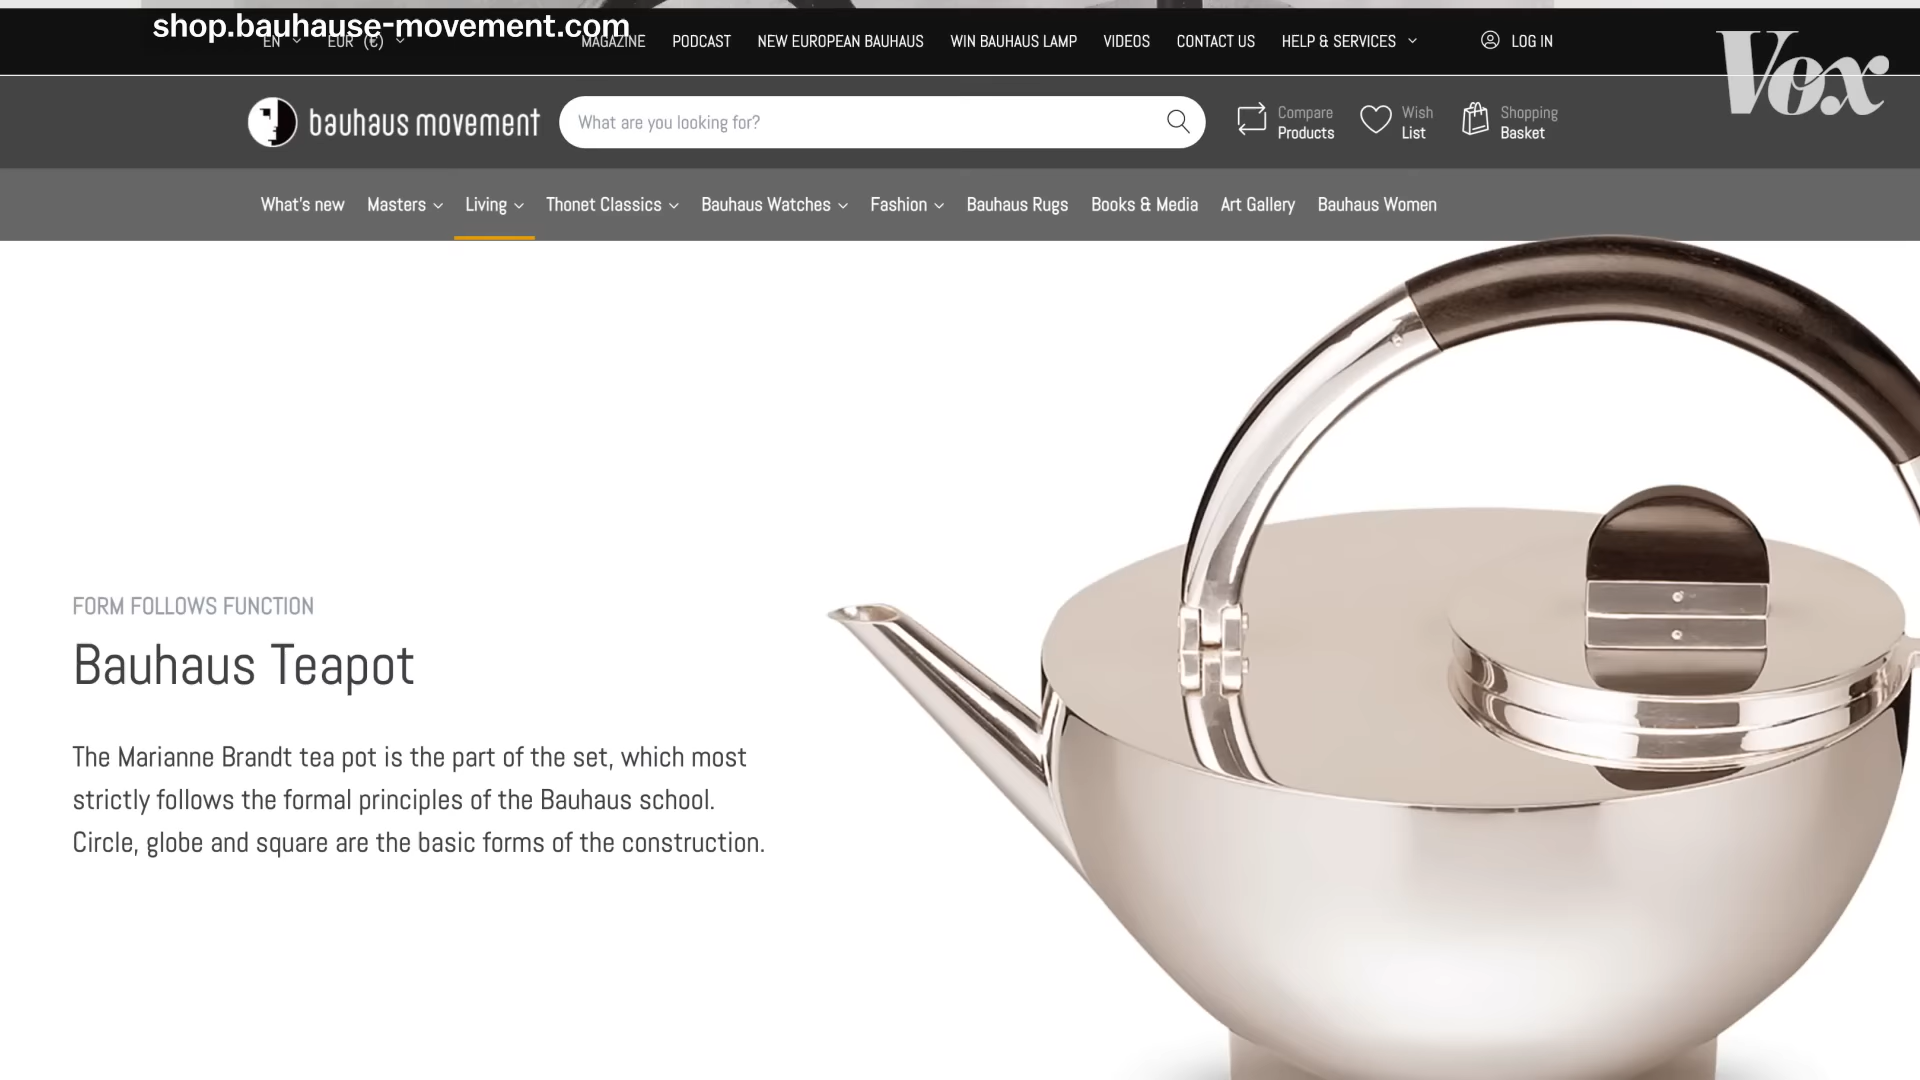 shop.bauhause-movement.com
EN EUR (€) MAGAZINE PODCAST NEW EUROPEAN BAUHAUS WIN BAUHAUS LAMP VIDEOS CONTACT US HELP & SERVICES LOG IN
Vox
bauhaus movement
What are you looking for?
Compare
Products
Wish
List
Shopping
Basket
What's new Masters Living Thonet Classics Bauhaus Watches Fashion Bauhaus Rugs Books & Media Art Gallery Bauhaus Women
FORM FOLLOWS FUNCTION
Bauhaus Teapot
The Marianne Brandt tea pot is the part of the set, which most
strictly follows the formal principles of the Bauhaus school.
Circle, globe and square are the basic forms of the construction.